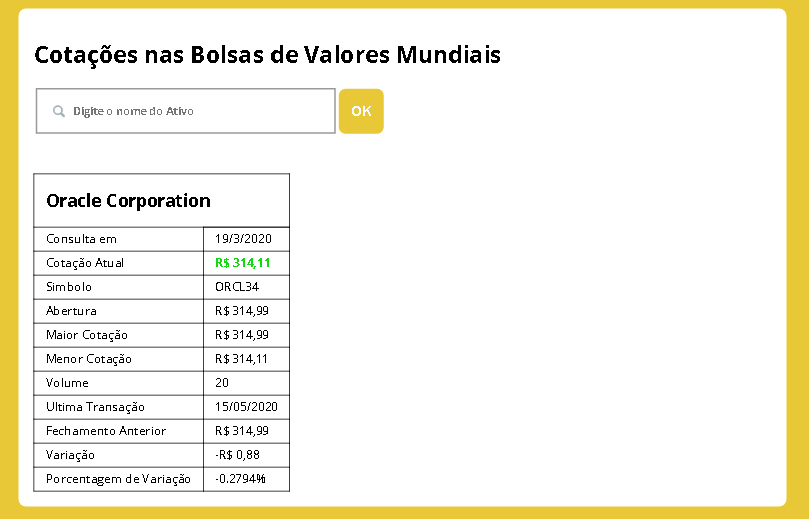 Cotações nas Bolsas de Valores Mundiais
Digite o nome do Ativo
OK
Oracle Corporation
Consulta em 19/3/2020
Cotação Atual R$ 314,11
Simbolo ORCL34
Abertura R$ 314,99
Maior Cotação R$ 314,99
Menor Cotação R$ 314,11
Volume 20
Ultima Transação 15/05/2020
Fechamento Anterior R$ 314,99
Variação -R$ 0,88
Porcentagem de Variação -0.2794%